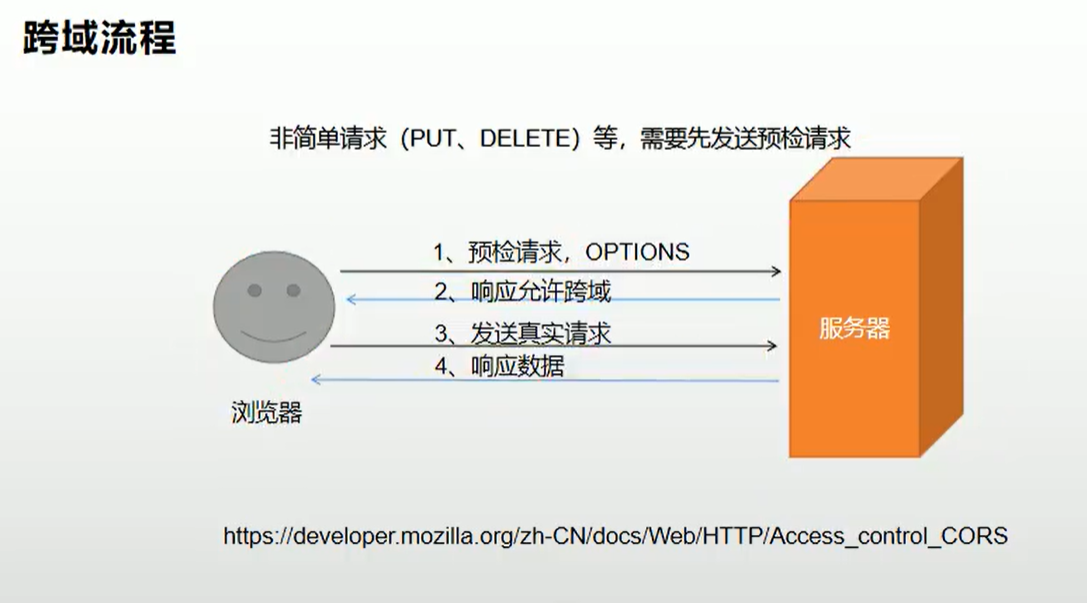 跨域流程
非简单请求（PUT、DELETE）等，需要先发送预检请求
1、预检请求，OPTIONS
2、响应允许跨域
3、发送真实请求
4、响应数据
服务器
浏览器
https://developer.mozilla.org/zh-CN/docs/Web/HTTP/Access_control_CORS